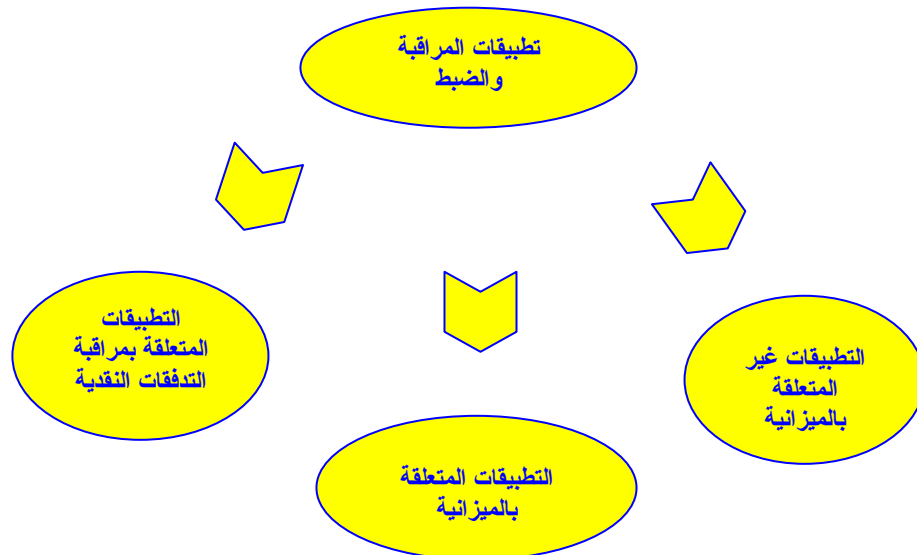 تطبيقات المراقبة
والضبط
التطبيقات غير
المتعلقة
بالميزانية
التطبيقات المتعلقة
بالميزانية
التطبيقات
المتعلقة بمراقبة
التدفقات النقدية